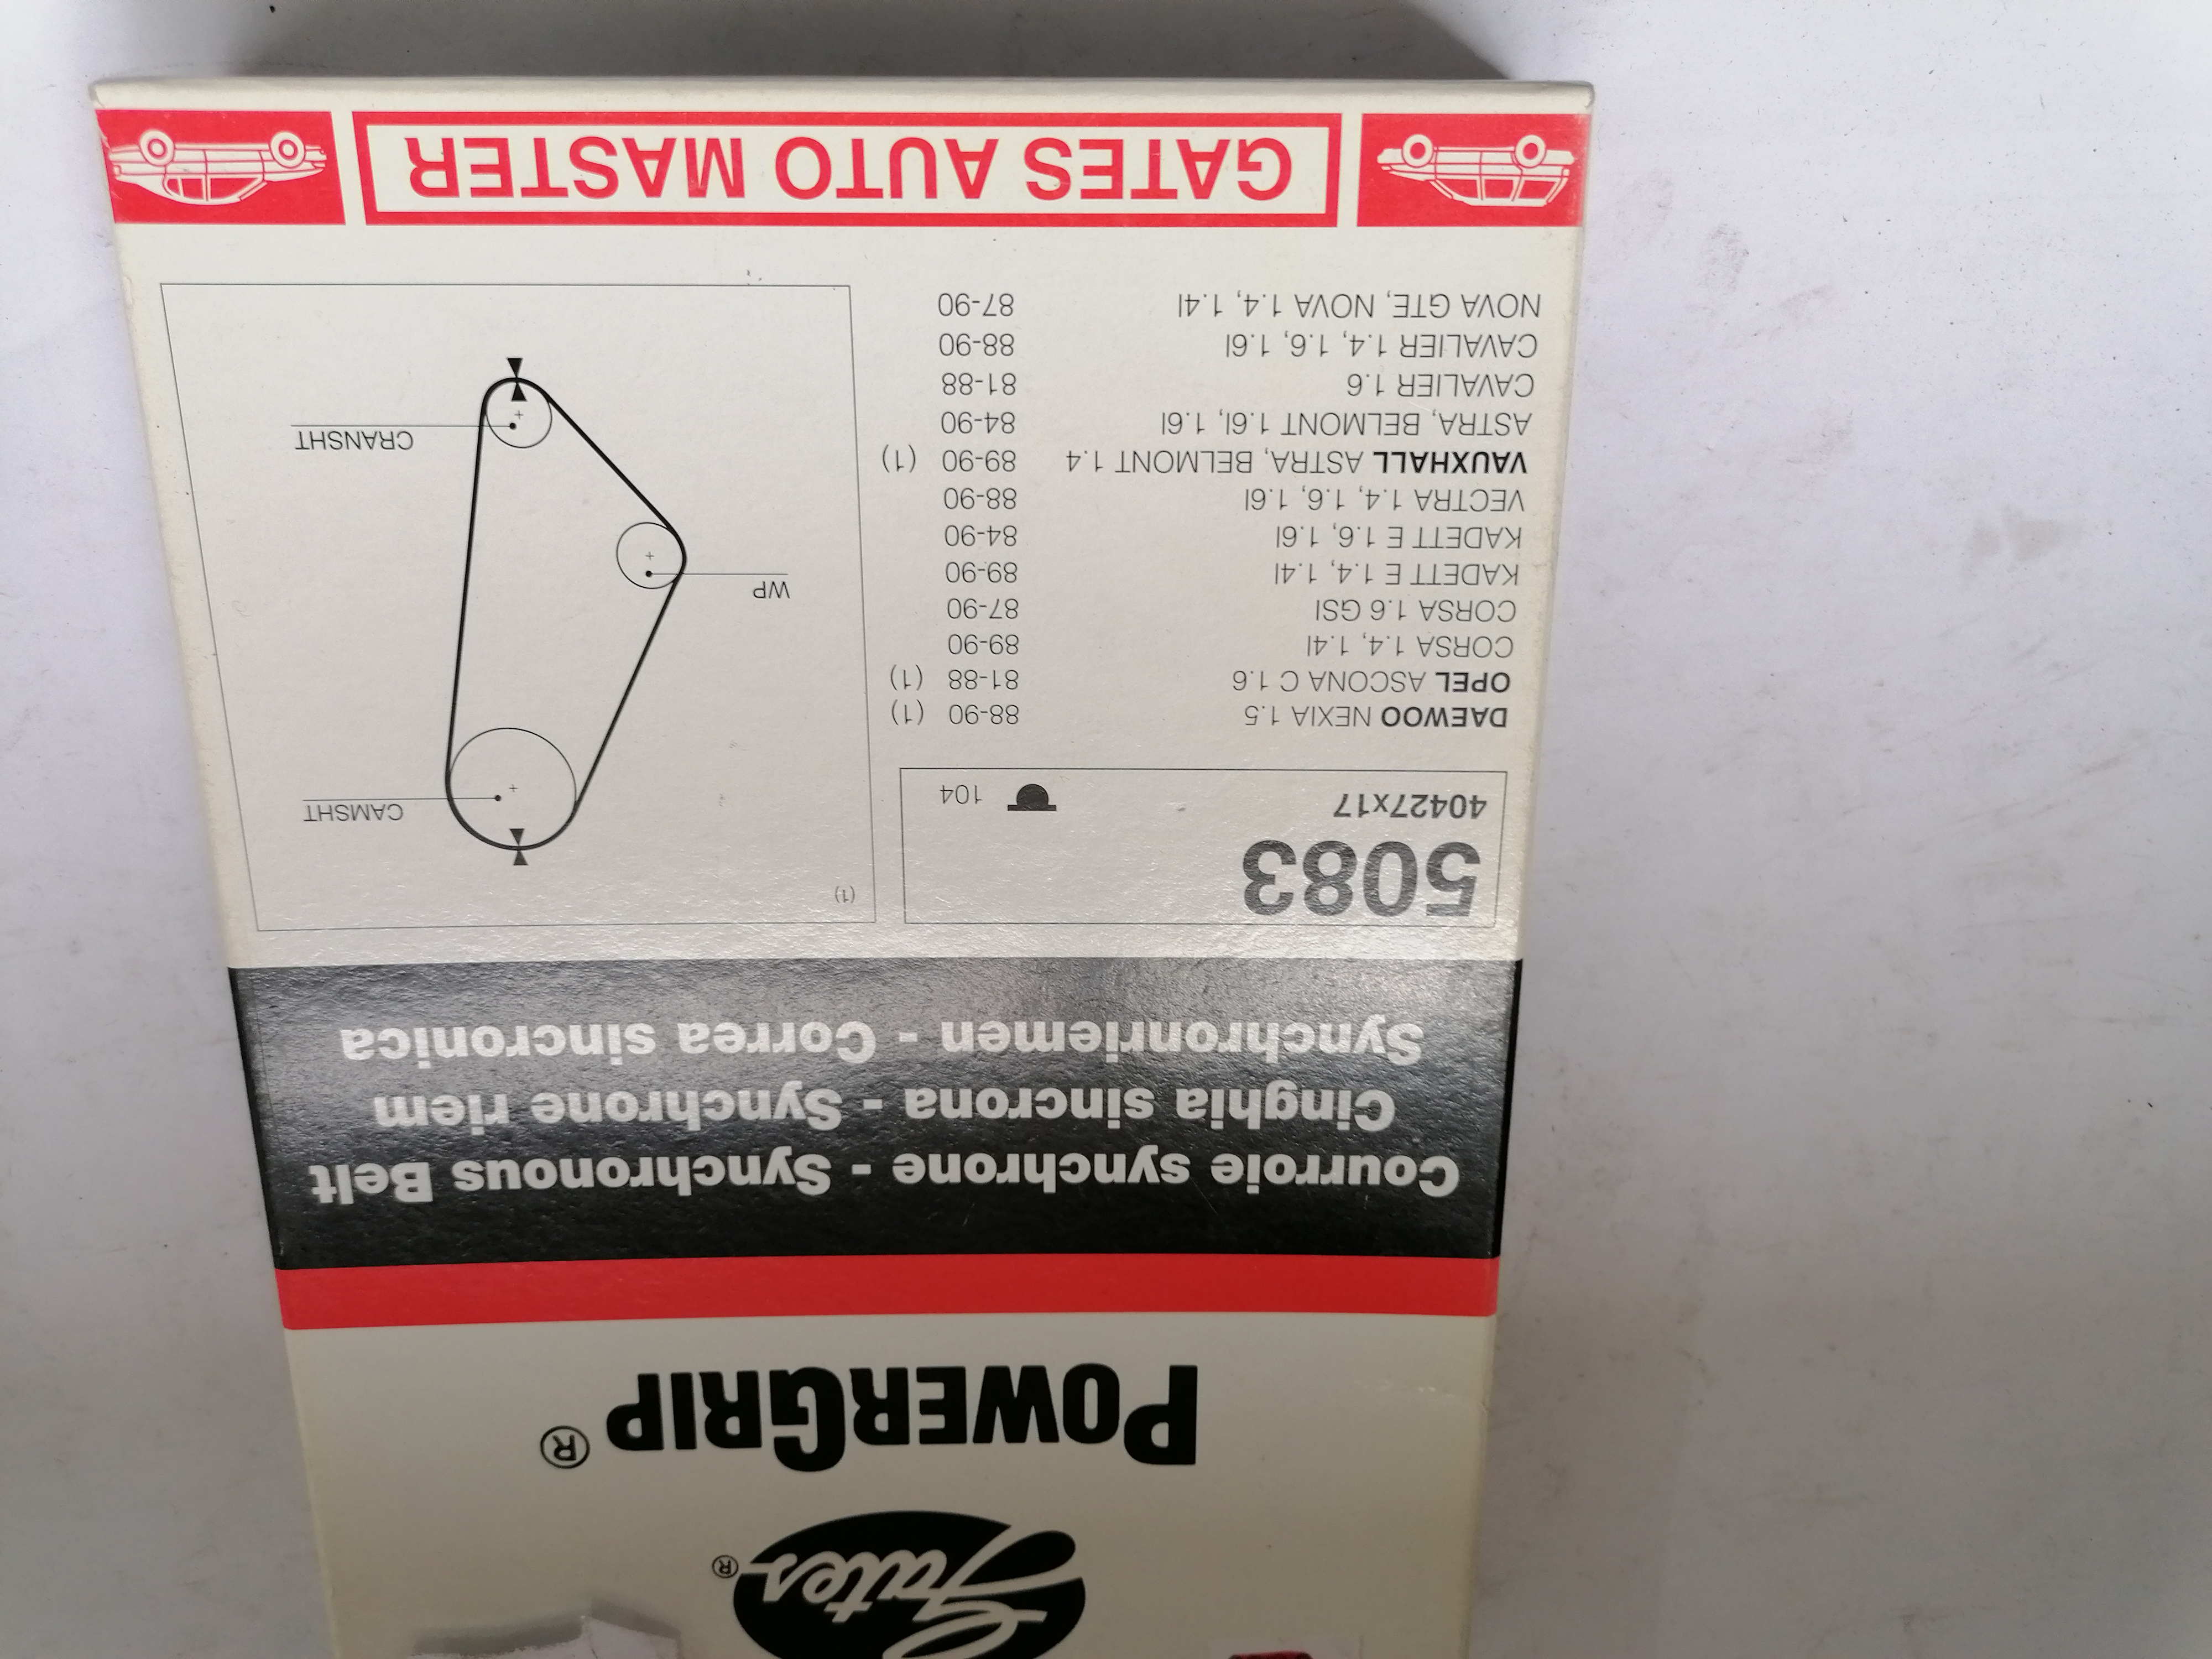 Gates®
POWERGRIP®
Courroie synchrone - Synchronous Belt
Cinghia sincrona - Synchrone riem
Synchronriemen - Correa sincronica
5083
40427x17 104
DAEWOO NEXIA 1.5 88-90 (1)
OPEL ASCONA C 1.6 81-88 (1)
CORSA 1.4, 1.4I 89-90
CORSA 1.6 GSI 87-90
KADETT E 1.4, 1.4I 89-90
KADETT E 1.6, 1.6I 84-90
VECTRA 1.4, 1.6, 1.6I 88-90
VAUXHALL ASTRA, BELMONT 1.4 89-90 (1)
ASTRA, BELMONT 1.6I, 1.6I 84-90
CAVALIER 1.6 81-88
CAVALIER 1.4, 1.6, 1.6I 88-90
NOVA GTE, NOVA 1.4, 1.4I 87-90
(1)
CAMSHT
WP
CRANSHT
GATES AUTO MASTER